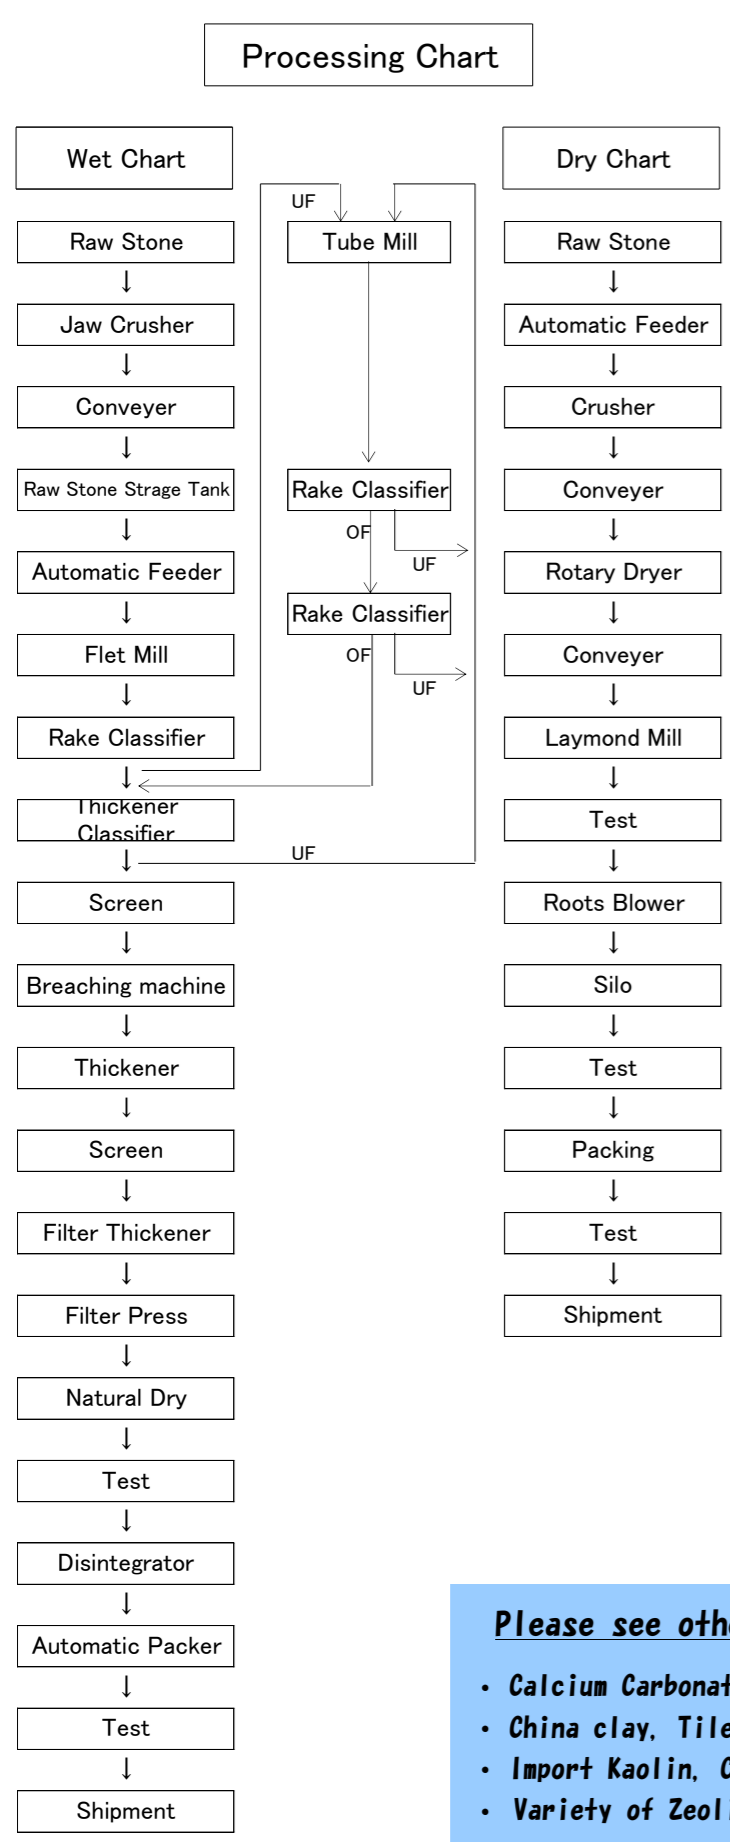 Processing Chart
Wet Chart
Raw Stone
↓
Jaw Crusher
↓
Conveyer
↓
Raw Stone Strage Tank
↓
Automatic Feeder
↓
Flet Mill
↓
Rake Classifier
↓
Thickener
Classifier
↓
Screen
↓
Breaching machine
↓
Thickener
↓
Screen
↓
Filter Thickener
↓
Filter Press
↓
Natural Dry
↓
Test
↓
Disintegrator
↓
Automatic Packer
↓
Test
↓
Shipment
UF
Tube Mill
Rake Classifier
OF
UF
Rake Classifier
OF
UF
UF
Dry Chart
Raw Stone
↓
Automatic Feeder
↓
Crusher
↓
Conveyer
↓
Rotary Dryer
↓
Conveyer
↓
Laymond Mill
↓
Test
↓
Roots Blower
↓
Silo
↓
Test
↓
Packing
↓
Test
↓
Shipment
Please see
・ Calcium
・ China clay,
・ Import Kaolin,
・ Variety of